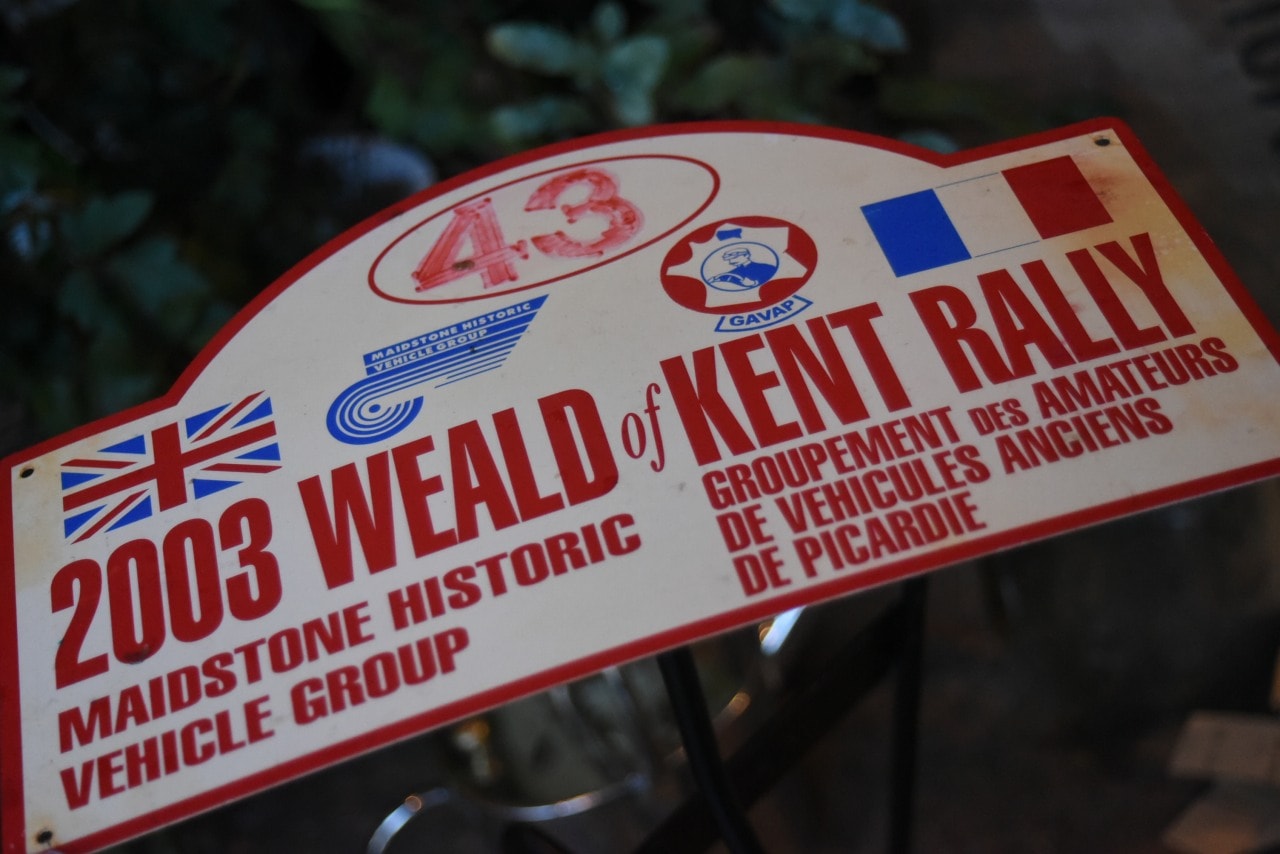 43
MAIDSTONE HISTORIC
VEHICLE GROUP
GAVAP
2003 WEALD of KENT RALLY
MAIDSTONE HISTORIC
VEHICLE GROUP
GROUPEMENT DES AMATEURS
DE VEHICULES ANCIENS
DE PICARDIE